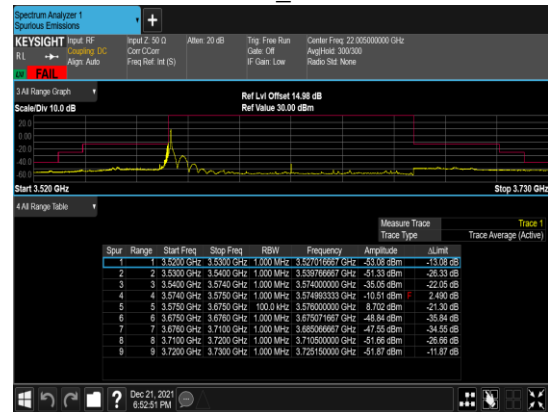 Spectrum Analyzer 1
Spurious Emissions
+
KEYSIGHT Input: RF Input Z: 50 Ω Atten: 20 dB Trig: Free Run Center Freq: 22.005000000 GHz
RL Coupling: DC Corr CCorr Gate: Off Avg|Hold: 300/300
Align: Auto Freq Ref: Int (S) IF Gain: Low Radio Std: None
LV FAIL
3 All Range Graph Ref Lvl Offset 14.98 dB
Scale/Div 10.0 dB Ref Value 30.00 dBm
20.0
0.00
-20.0
-40.0
-60.0
Start 3.520 GHz Stop 3.730 GHz
4 All Range Table
Measure Trace Trace 1
Trace Type Trace Average (Active)
Spur Range Start Freq Stop Freq RBW Frequency Amplitude ΔLimit
1 1 3.5200 GHz 3.5300 GHz 1.000 MHz 3.527016667 GHz -53.08 dBm -13.08 dB
2 2 3.5300 GHz 3.5400 GHz 1.000 MHz 3.539766667 GHz -51.33 dBm -26.33 dB
3 3 3.5400 GHz 3.5740 GHz 1.000 MHz 3.574000000 GHz -35.05 dBm -22.05 dB
4 4 3.5740 GHz 3.5750 GHz 1.000 MHz 3.574993333 GHz -10.51 dBm F 2.490 dB
5 5 3.5750 GHz 3.6750 GHz 100.0 kHz 3.576000000 GHz 8.702 dBm -21.30 dB
6 6 3.6750 GHz 3.6760 GHz 1.000 MHz 3.675071667 GHz -48.84 dBm -35.84 dB
7 7 3.6760 GHz 3.7100 GHz 1.000 MHz 3.685066667 GHz -47.55 dBm -34.55 dB
8 8 3.7100 GHz 3.7200 GHz 1.000 MHz 3.710500000 GHz -51.66 dBm -26.66 dB
9 9 3.7200 GHz 3.7300 GHz 1.000 MHz 3.725150000 GHz -51.87 dBm -11.87 dB
? Dec 21, 2021
6:52:51 PM